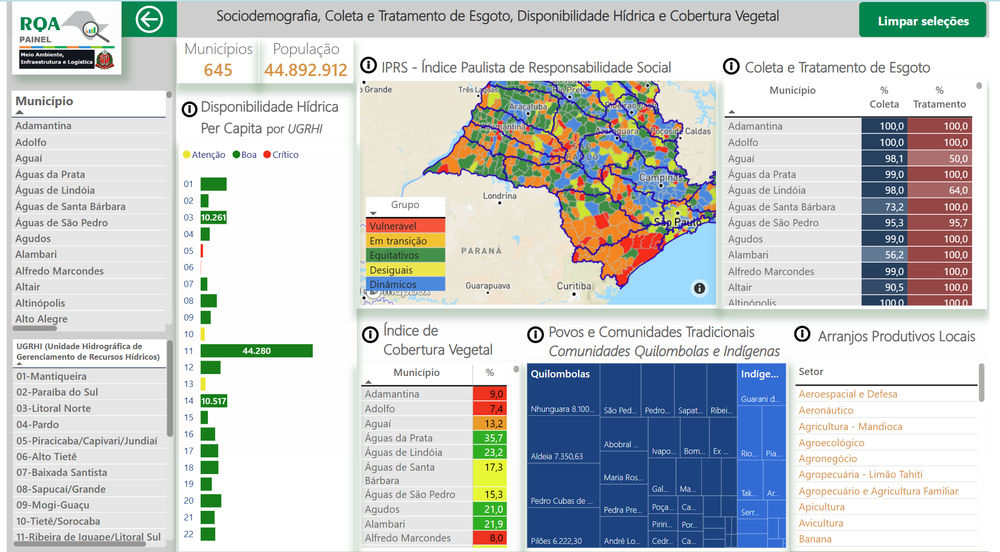 RQA
PAINEL
Meio Ambiente,
Infraestrutura e Logística
SP
Sociodemografia, Coleta e Tratamento de Esgoto, Disponibilidade Hídrica e Cobertura Vegetal
Limpar seleções
Municípios
645
População
44.892.912
Município
Adamantina
Adolfo
Aguaí
Águas da Prata
Águas de Lindóia
Águas de Santa Bárbara
Águas de São Pedro
Agudos
Alambari
Alfredo Marcondes
Altair
Altinópolis
Alto Alegre
UGRHI (Unidade Hidrográfica de
Gerenciamento de Recursos Hídricos)
01-Mantiqueira
02-Paraíba do Sul
03-Litoral Norte
04-Pardo
05-Piracicaba/Capivari/Jundiaí
06-Alto Tietê
07-Baixada Santista
08-Sapucaí/Grande
09-Mogi-Guaçu
10-Tietê/Sorocaba
11-Ribeira de Iguape/Litoral Sul
Disponibilidade Hídrica
Per Capita por UGRHI
Atenção Boa Crítico
01
02
03 10.261
04
05
06
07
08
09
10
11 44.280
12
13
14 10.517
15
16
17
18
19
20
21
22
IPRS - Índice Paulista de Responsabilidade Social
o Grande
Três Lagoas
Rio Preto
Araçatuba
Ribeirao Preto
Adamantina
Araraquara
Poços de Caldas
SÃO
PAULO
Campinas
Londrina
São Paulo
PARANÁ
Guarapuava
Curitiba
mapbox
Grupo
Vulnerável
Em transição
Equitativos
Desiguais
Dinâmicos
Coleta e Tratamento de Esgoto
Município % Coleta % Tratamento
Adamantina 100,0 100,0
Adolfo 100,0 100,0
Aguaí 98,1 50,0
Águas da Prata 99,0 100,0
Águas de Lindóia 98,0 64,0
Águas de Santa Bárbara 73,2 100,0
Águas de São Pedro 95,3 95,7
Agudos 99,0 100,0
Alambari 56,2 100,0
Alfredo Marcondes 99,0 100,0
Altair 90,5 100,0
Altinópolis 100,0 100,0
Índice de
Cobertura Vegetal
Município %
Adamantina 9,0
Adolfo 7,4
Aguaí 13,2
Águas da Prata 35,7
Águas de Lindóia 23,2
Águas de Santa Bárbara 17,3
Águas de São Pedro 15,3
Agudos 21,0
Alambari 21,9
Alfredo Marcondes 8,0
Povos e Comunidades Tradicionais
Comunidades Quilombolas e Indígenas
Quilombolas
Nhunguara 8.100...
Aldeia 7.350,63
Pedro Cubas de ...
Pilões 6.222,30
São Ped...
Pedro...
Sapat...
Ribei...
Abobral ...
Ivapo...
Bom...
Ex ...
Maria Ros...
Gal...
Ma...
Pedra Pre...
Poça...
Ca...
Piriri...
Por...
André Lo...
Cedr...
Ca...
Indíge...
Guarani d...
Rio...
Pia...
Tak...
Ar...
Serr...
Arranjos Produtivos Locais
Setor
Aeroespacial e Defesa
Aeronáutico
Agricultura - Mandioca
Agroecológico
Agronegócio
Agropecuária - Limão Tahiti
Agropecuário e Agricultura Familiar
Apicultura
Avicultura
Banana